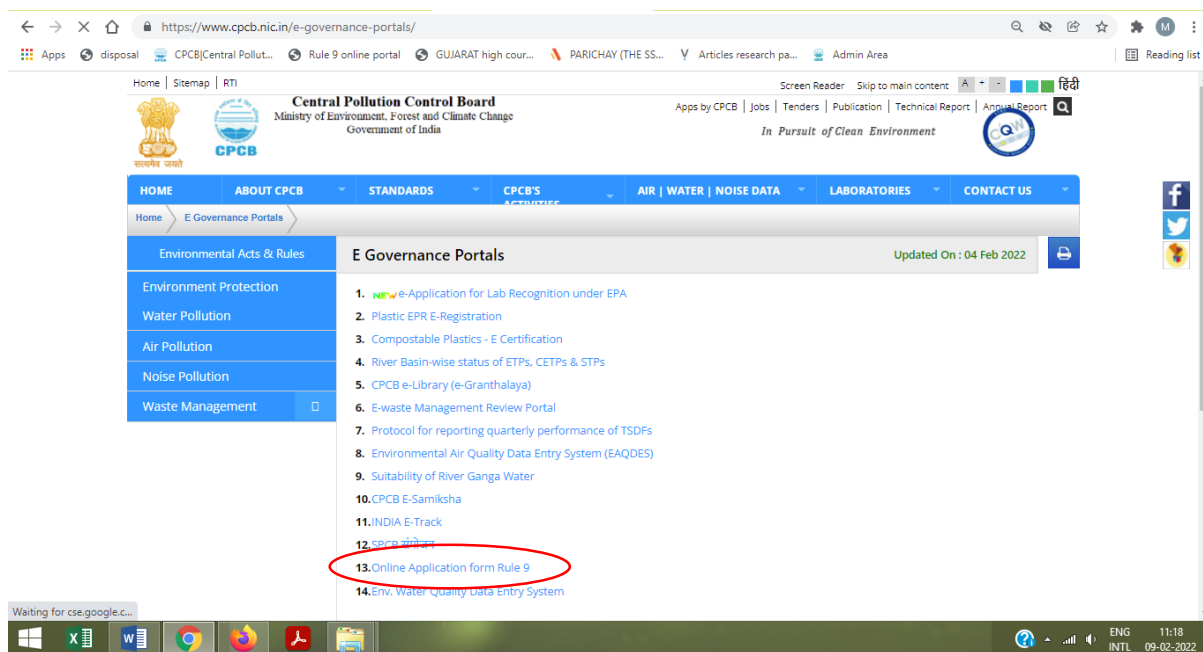 https://www.cpcb.nic.in/e-governance-portals/
M
Apps disposal CPCB|Central Pollut... Rule 9 online portal GUJARAT high cour... PARICHAY (THE SS... Articles research pa... Admin Area Reading list
Home | Sitemap | RTI
Screen Reader Skip to main content A + - हिंदी
Central Pollution Control Board
Ministry of Environment, Forest and Climate Change
Government of India
Apps by CPCB | Jobs | Tenders | Publication | Technical Report | Annual Report
In Pursuit of Clean Environment
CPCB
सत्यमेव जयते
HOME ABOUT CPCB STANDARDS CPCB'S ACTIVITIES AIR | WATER | NOISE DATA LABORATORIES CONTACT US
Home E Governance Portals
Environmental Acts & Rules
Environment Protection
Water Pollution
Air Pollution
Noise Pollution
Waste Management
E Governance Portals Updated On : 04 Feb 2022
1. NEW e-Application for Lab Recognition under EPA
2. Plastic EPR E-Registration
3. Compostable Plastics - E Certification
4. River Basin-wise status of ETPs, CETPs & STPs
5. CPCB e-Library (e-Granthalaya)
6. E-waste Management Review Portal
7. Protocol for reporting quarterly performance of TSDFs
8. Environmental Air Quality Data Entry System (EAQDES)
9. Suitability of River Ganga Water
10. CPCB E-Samiksha
11. INDIA E-Track
12. SPCB संयोजन
13. Online Application form Rule 9
14. Env. Water Quality Data Entry System
Waiting for cse.google.c...
ENG 11:18
INTL 09-02-2022